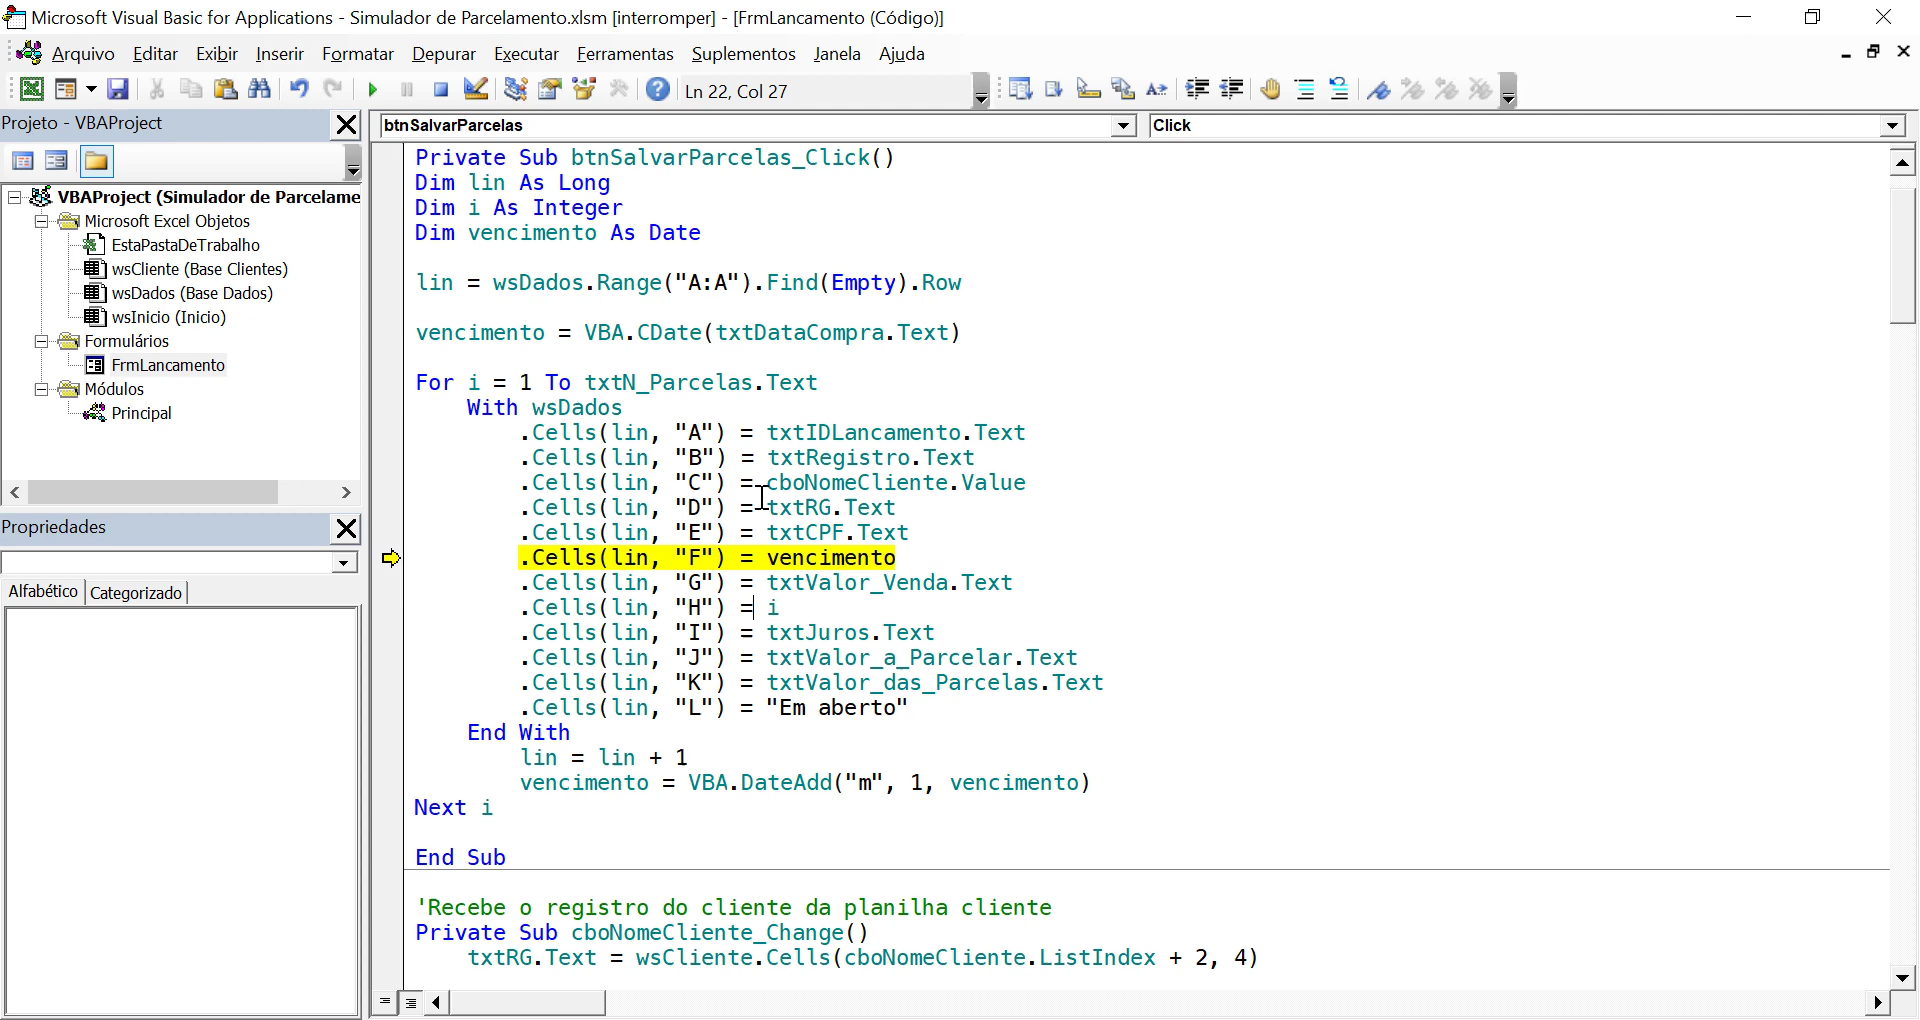 Microsoft Visual Basic for Applications - Simulador de Parcelamento.xlsm [interromper] - [FrmLancamento (Código)]
Arquivo Editar Exibir Inserir Formatar Depurar Executar Ferramentas Suplementos Janela Ajuda
Ln 22, Col 27
Projeto - VBAProject
VBAProject (Simulador de Parcelame
Microsoft Excel Objetos
EstaPastaDeTrabalho
wsCliente (Base Clientes)
wsDados (Base Dados)
wsInicio (Inicio)
Formulários
FrmLancamento
Módulos
Principal
Propriedades
Alfabético Categorizado
btnSalvarParcelas Click
Private Sub btnSalvarParcelas_Click()
Dim lin As Long
Dim i As Integer
Dim vencimento As Date
lin = wsDados.Range("A:A").Find(Empty).Row
vencimento = VBA.CDate(txtDataCompra.Text)
For i = 1 To txtN_Parcelas.Text
With wsDados
.Cells(lin, "A") = txtIDLancamento.Text
.Cells(lin, "B") = txtRegistro.Text
.Cells(lin, "C") = cboNomeCliente.Value
.Cells(lin, "D") = txtRG.Text
.Cells(lin, "E") = txtCPF.Text
.Cells(lin, "F") = vencimento
.Cells(lin, "G") = txtValor_Venda.Text
.Cells(lin, "H") = i
.Cells(lin, "I") = txtJuros.Text
.Cells(lin, "J") = txtValor_a_Parcelar.Text
.Cells(lin, "K") = txtValor_das_Parcelas.Text
.Cells(lin, "L") = "Em aberto"
End With
lin = lin + 1
vencimento = VBA.DateAdd("m", 1, vencimento)
Next i
End Sub
'Recebe o registro do cliente da planilha cliente
Private Sub cboNomeCliente_Change()
txtRG.Text = wsCliente.Cells(cboNomeCliente.ListIndex + 2, 4)